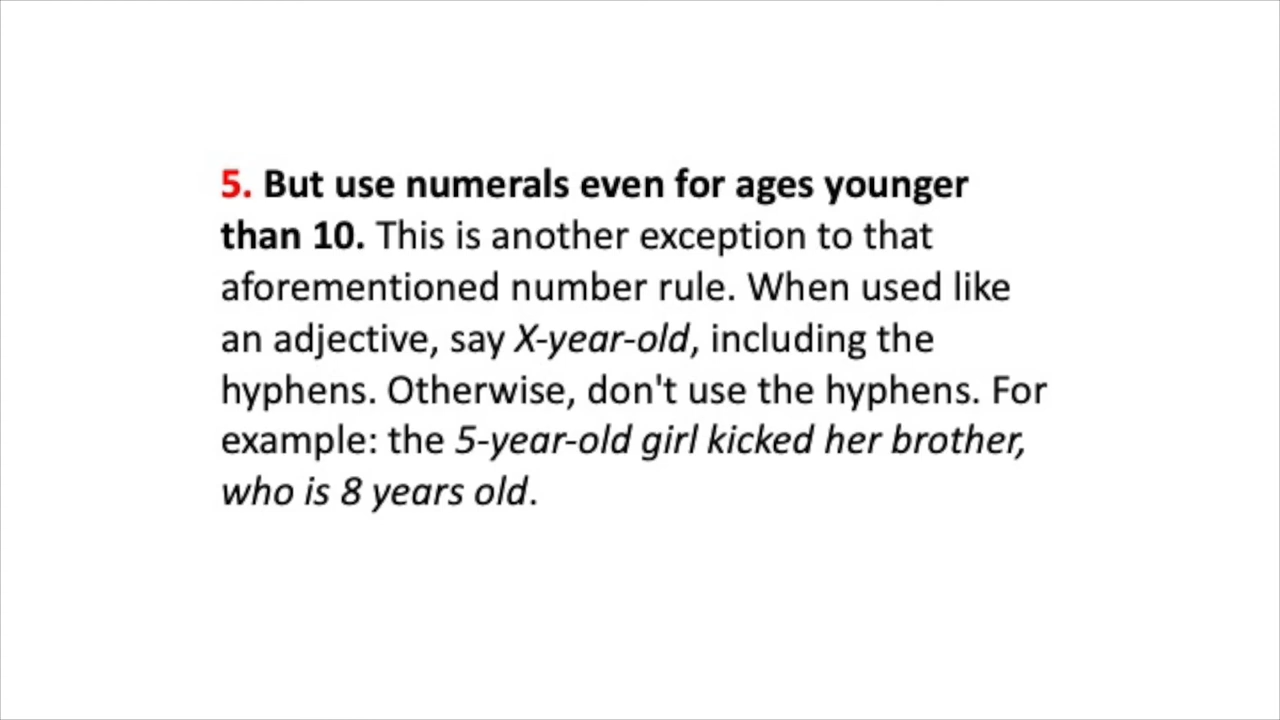 5. But use numerals even for ages younger
than 10. This is another exception to that
aforementioned number rule. When used like
an adjective, say X-year-old, including the
hyphens. Otherwise, don't use the hyphens. For
example: the 5-year-old girl kicked her brother,
who is 8 years old.